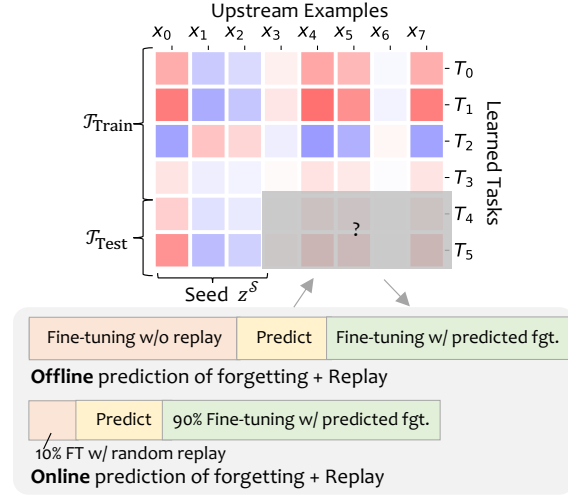 Upstream Examples
x₀ x₁ x₂ x₃ x₄ x₅ x₆ x₇
T₀
T₁
T₂
T₃
T₄
T₅
Learned Tasks
𝒯Train
𝒯Test
?
Seed z^𝒮
Fine-tuning w/o replay Predict Fine-tuning w/ predicted fgt.
Offline prediction of forgetting + Replay
Predict 90% Fine-tuning w/ predicted fgt.
10% FT w/ random replay
Online prediction of forgetting + Replay